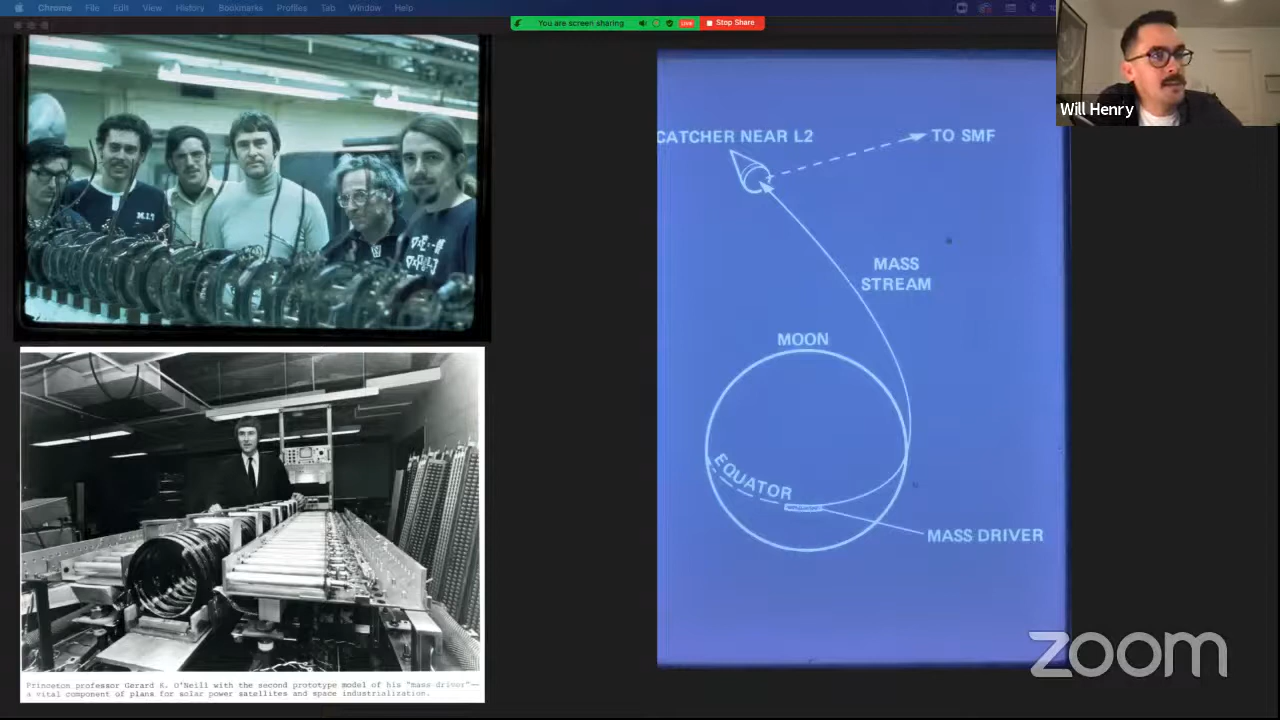 Chrome File Edit View History Bookmarks Profiles Tab Window Help
You are screen sharing Live Stop Share
Will Henry
M.I.T
CATCHER NEAR L2
TO SMF
MASS
STREAM
MOON
EQUATOR
MASS DRIVER
Princeton professor Gerard K. O'Neill with the second prototype model of his "mass driver"—
a vital component of plans for solar power satellites and space industrialization.
zoom